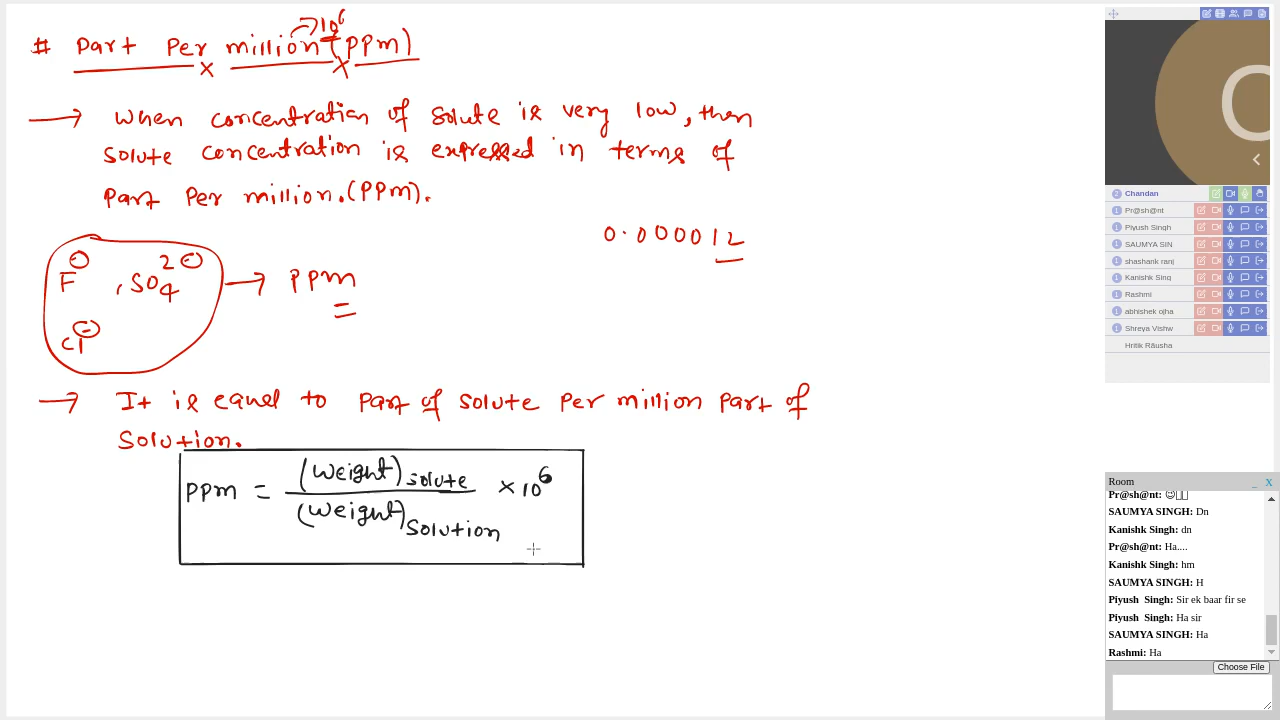 →10⁶
# Part Per million (PPm)
→ When concentration of solute is very low, then
solute concentration is expressed in terms of
Part Per million. (PPm).
0.000012
F⊖, SO₄²⊖ → PPm
Cl⊖
→ It is equal to Part of solute Per million Part of
Solution.
PPm = (weight)solute / (weight)Solution × 10⁶
C
Chandan
Pr@sh@nt
Piyush Singh
SAUMYA SIN
shashank ranj
Kanishk Sing
Rashmi
abhishek ojha
Shreya Vishw
Hritik Räusha
Room _ X
Pr@sh@nt: 😊
SAUMYA SINGH: Dn
Kanishk Singh: dn
Pr@sh@nt: Ha....
Kanishk Singh: hm
SAUMYA SINGH: H
Piyush Singh: Sir ek baar fir se
Piyush Singh: Ha sir
SAUMYA SINGH: Ha
Rashmi: Ha
Choose File